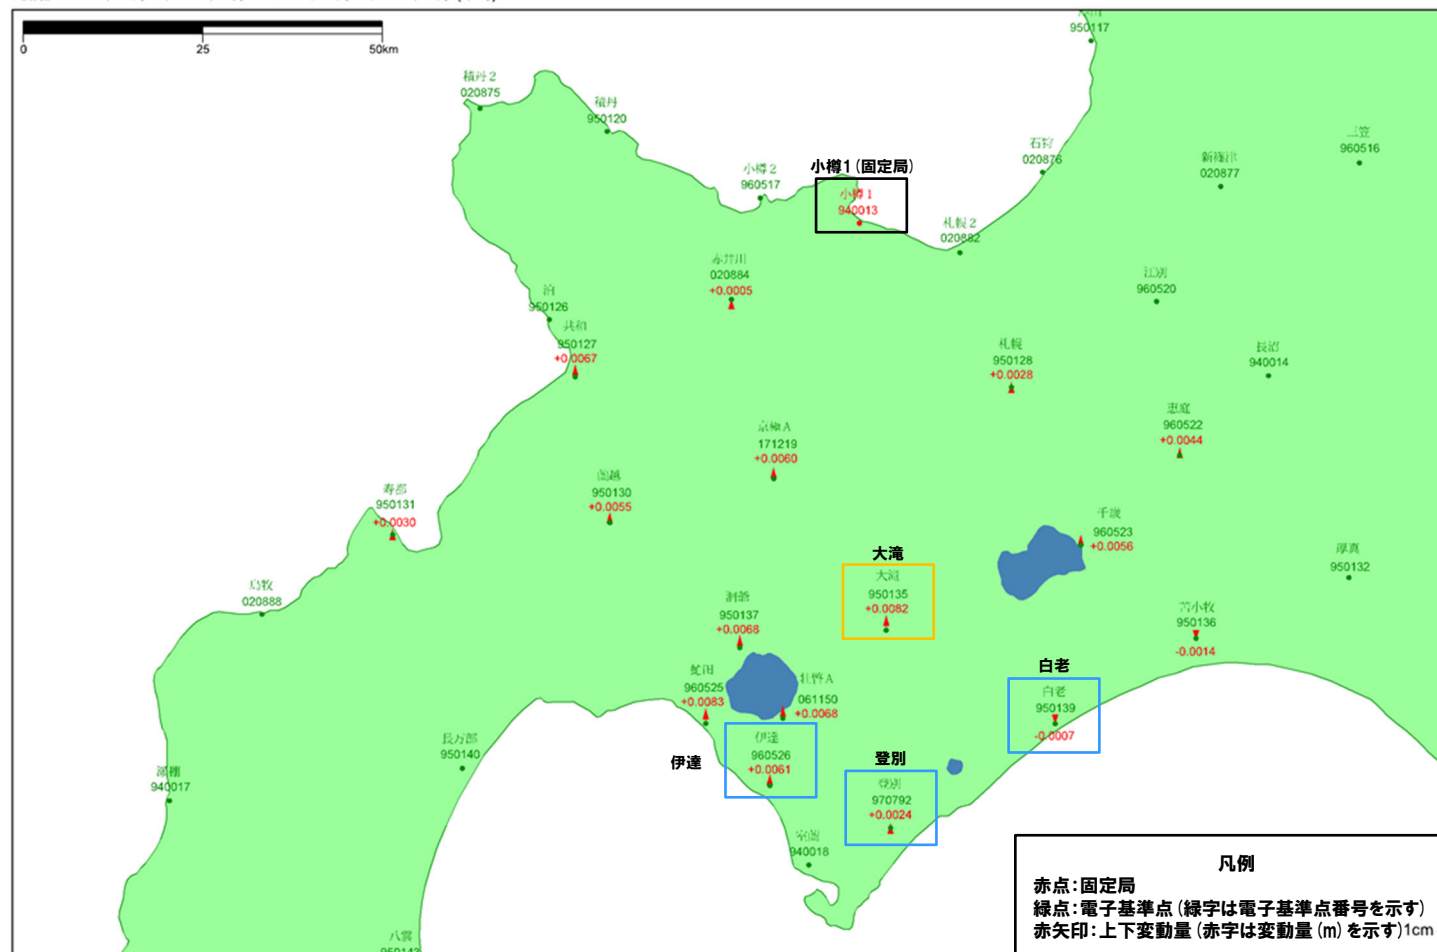 0 25 50km
950117
積丹２
020875
積丹
950120
小樽２
960517
小樽1（固定局）
小樽１
940013
石狩
020876
新篠津
020877
三笠
960516
札幌２
020882
赤井川
020884
+0.0005
江別
960520
泊
950126
共和
950127
+0.0067
札幌
950128
+0.0028
長沼
940014
恵庭
960522
+0.0044
京極Ａ
171219
+0.0060
蘭越
950130
+0.0055
寿都
950131
+0.0030
千歳
960523
+0.0056
厚真
950132
大滝
大滝
950135
+0.0082
島牧
020888
洞爺
950137
+0.0068
苫小牧
950136
-0.0014
虻田
960525
+0.0083
壮瞥Ａ
061150
+0.0068
白老
白老
950139
-0.0007
伊達
伊達
960526
+0.0061
登別
登別
970792
+0.0024
長万部
950140
940017
室蘭
940018
八雲
凡例
赤点：固定局
緑点：電子基準点（緑字は電子基準点番号を示す）
赤矢印：上下変動量（赤字は変動量（m）を示す）1cm